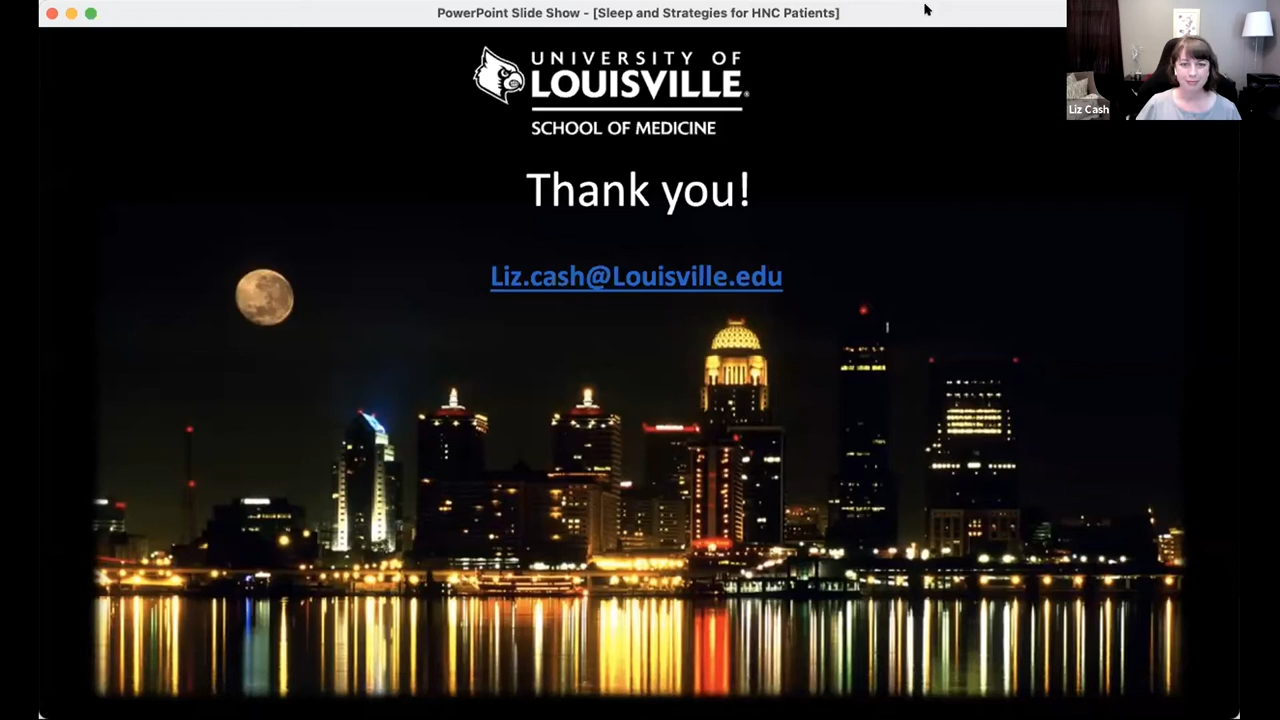 PowerPoint Slide Show - [Sleep and Strategies for HNC Patients]
UNIVERSITY OF
LOUISVILLE.
SCHOOL OF MEDICINE
Liz Cash
Thank you!
Liz.cash@Louisville.edu